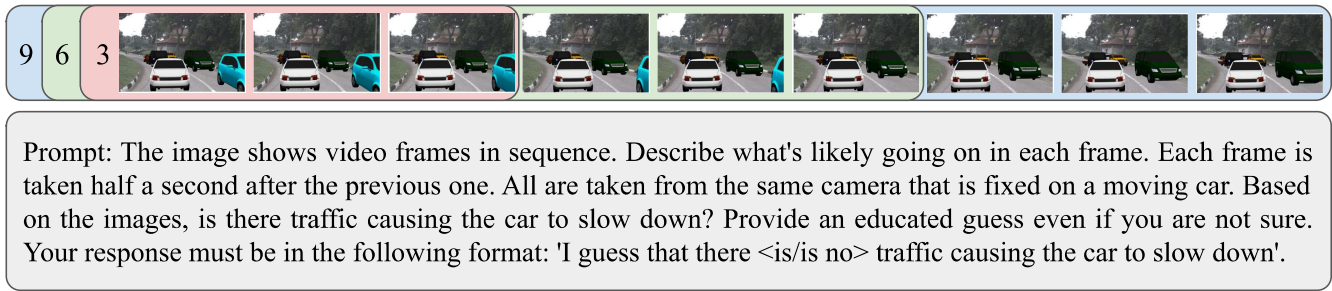 9 6 3
Prompt: The image shows video frames in sequence. Describe what's likely going on in each frame. Each frame is
taken half a second after the previous one. All are taken from the same camera that is fixed on a moving car. Based
on the images, is there traffic causing the car to slow down? Provide an educated guess even if you are not sure.
Your response must be in the following format: 'I guess that there <is/is no> traffic causing the car to slow down'.